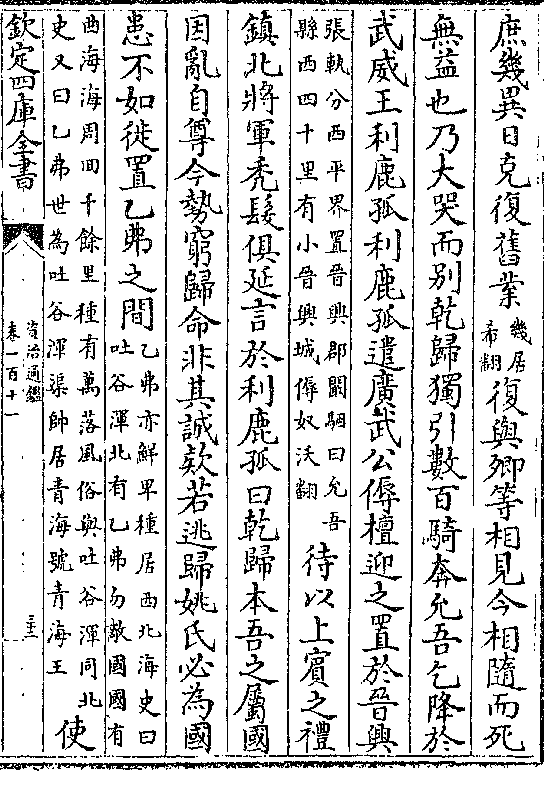 庶幾異日克復舊業幾居希翻復與卿等相見今相隨而死
無益也乃大哭而別乾歸獨引數百騎奔允吾乞降於
武威王利鹿孤利鹿孤遣廣武公傉檀迎之置於晉興
張軌分西平界置晉興郡闞駰曰允吾縣西四十里有小晉興城傉奴沃翻待以上賓之禮
鎮北將軍禿髮俱延言於利鹿孤曰乾歸本吾之屬國
因亂自尊今勢窮歸命非其誠款若逃歸姚氏必為國
患不如徙置乙弗之間乙弗亦鮮卑種居西北海史曰吐谷渾北有乙弗勿敵國國有
曲海海周回千餘里種有萬落風俗與吐谷渾同北史又曰乙弗世為吐谷渾渠帥居青海號青海王使
欽定四庫全書
資治通鑑
卷一百十一